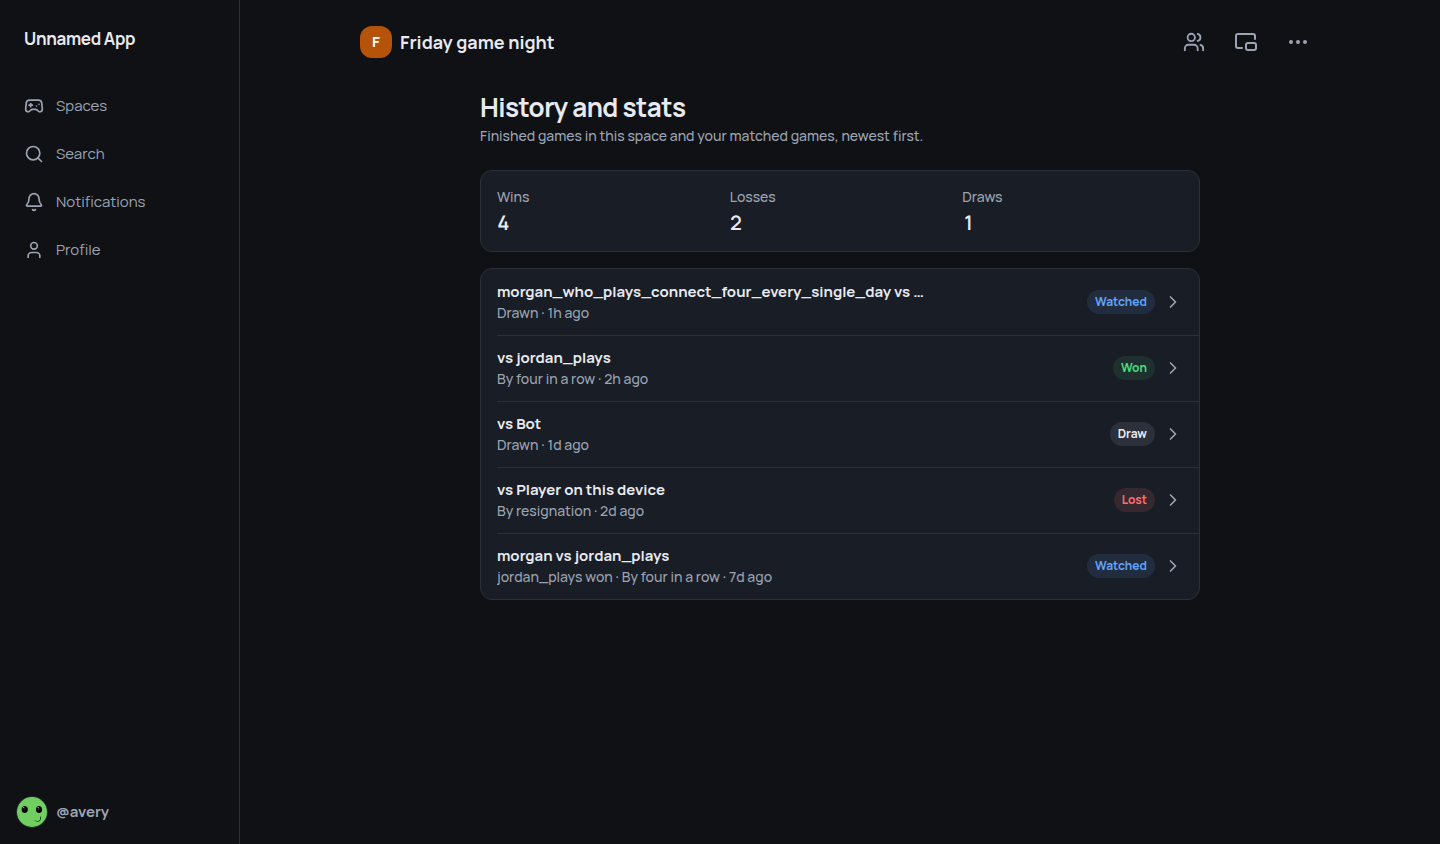 Unnamed App
Spaces
Search
Notifications
Profile
@avery
F
Friday game night
History and stats
Finished games in this space and your matched games, newest first.
Wins
4
Losses
2
Draws
1
morgan_who_plays_connect_four_every_single_day vs …
Drawn · 1h ago
Watched
vs jordan_plays
By four in a row · 2h ago
Won
vs Bot
Drawn · 1d ago
Draw
vs Player on this device
By resignation · 2d ago
Lost
morgan vs jordan_plays
jordan_plays won · By four in a row · 7d ago
Watched